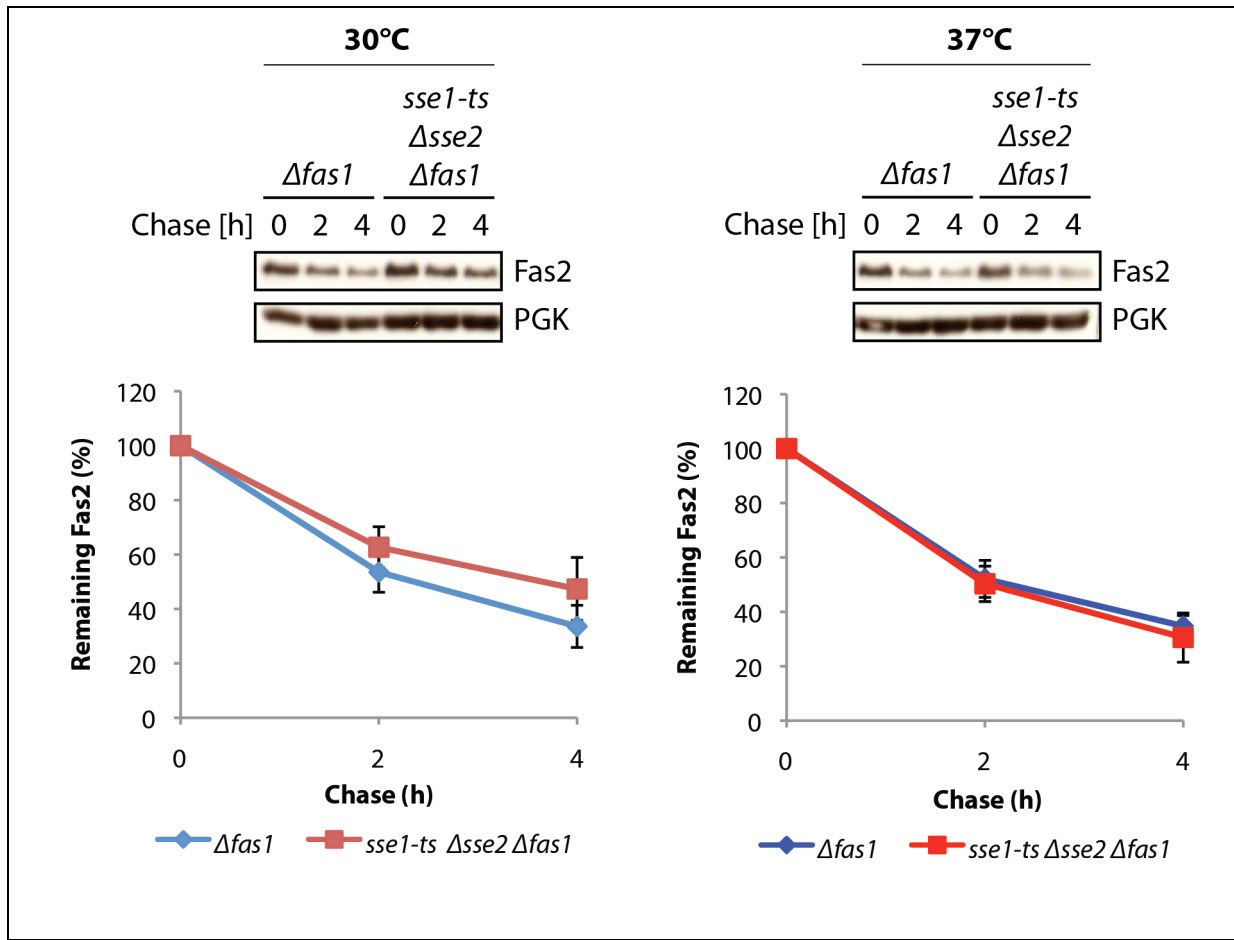 30°C
sse1-ts
Δsse2
Δfas1
Δfas1
Chase [h] 0 2 4 0 2 4
Fas2
PGK
120
100
80
60
40
20
0
Remaining Fas2 (%)
0 2 4
Chase (h)
Δfas1 sse1-ts Δsse2 Δfas1
37°C
sse1-ts
Δsse2
Δfas1
Δfas1
Chase [h] 0 2 4 0 2 4
Fas2
PGK
120
100
80
60
40
20
0
Remaining Fas2 (%)
0 2 4
Chase (h)
Δfas1 sse1-ts Δsse2 Δfas1